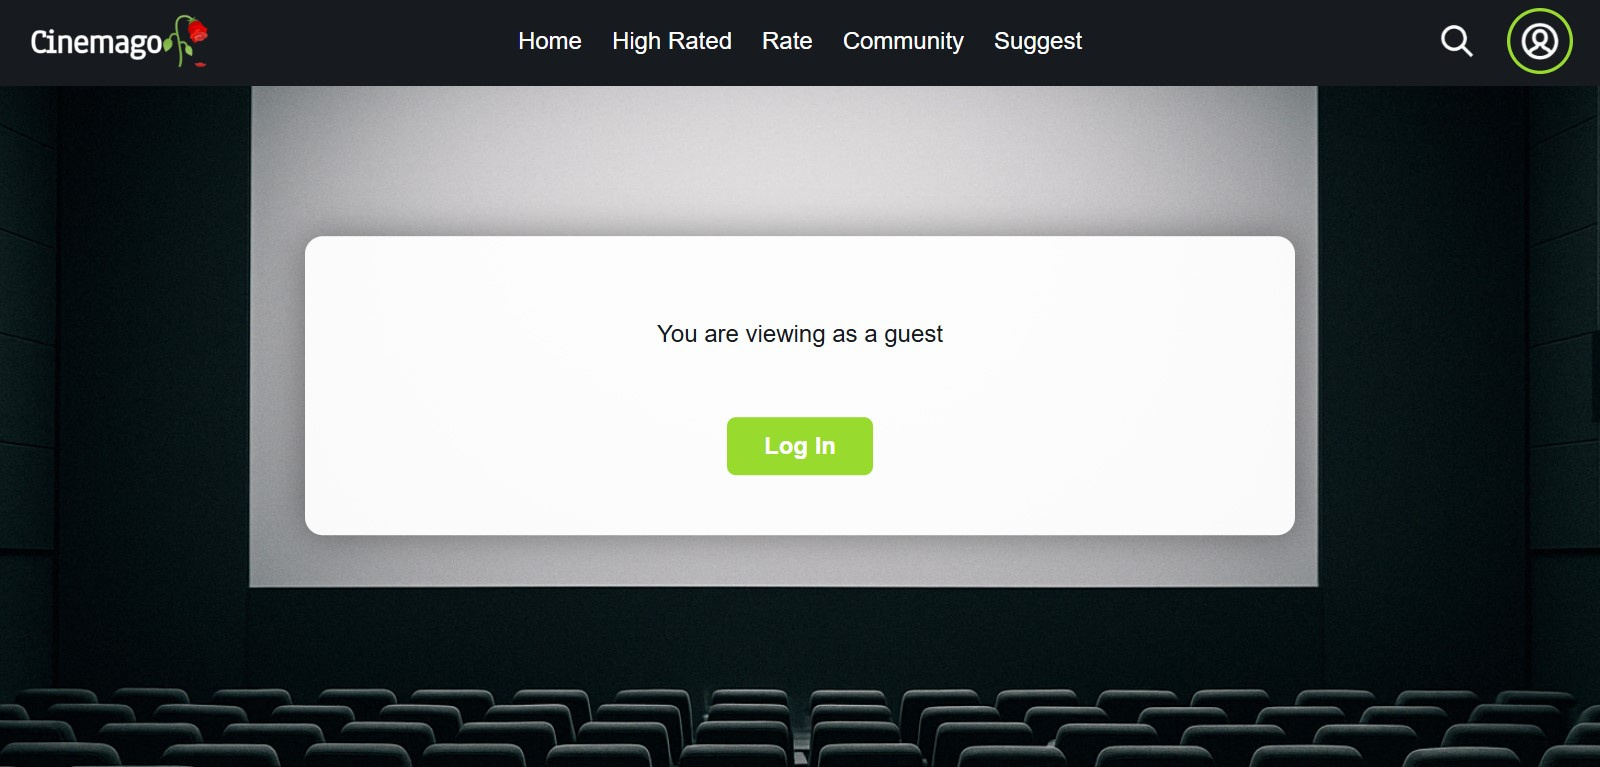 Cinemago
Home High Rated Rate Community Suggest
You are viewing as a guest
Log In